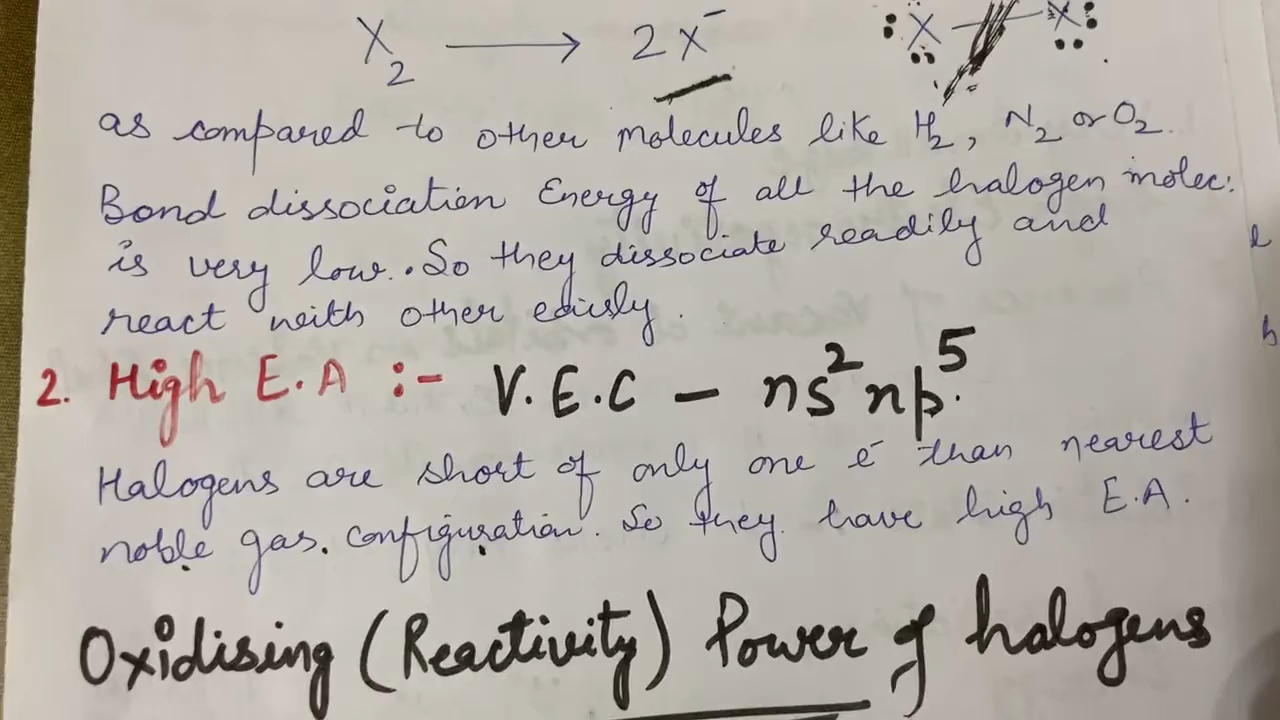 X₂ → 2X⁻ :X—X:
as compared to other molecules like H₂, N₂ or O₂.
Bond dissociation Energy of all the halogen molec:
is very low. So they dissociate readily and
react with other eaisly.
2. High E.A :- V.E.C – ns²np⁵.
Halogens are short of only one e⁻ than nearest
noble gas configuration. So they have high E.A.
Oxidising (Reactivity) Power of halogens